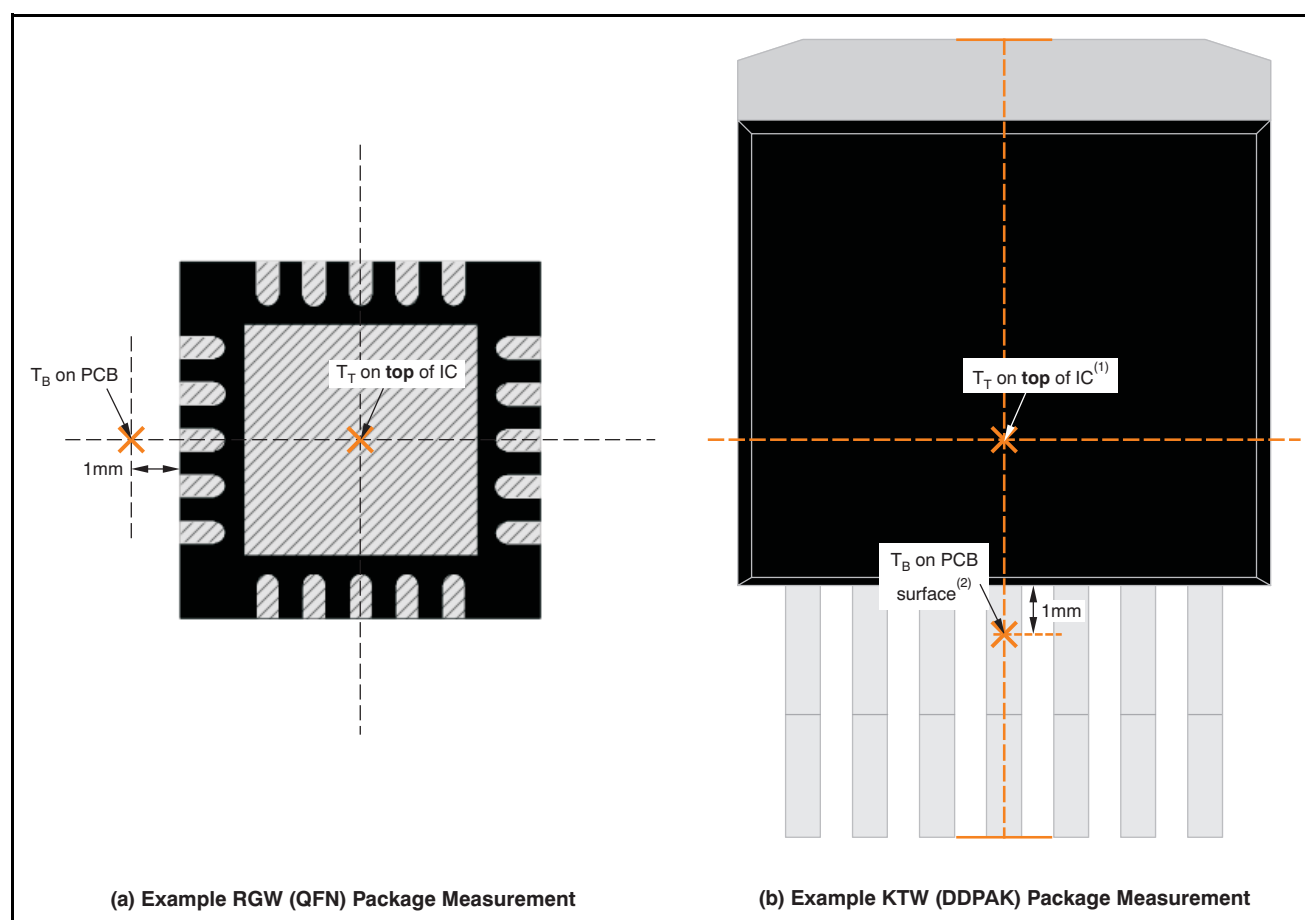 T_B on PCB
T_T on top of IC
1mm
(a) Example RGW (QFN) Package Measurement
T_T on top of IC(1)
T_B on PCB
surface(2)
1mm
(b) Example KTW (DDPAK) Package Measurement